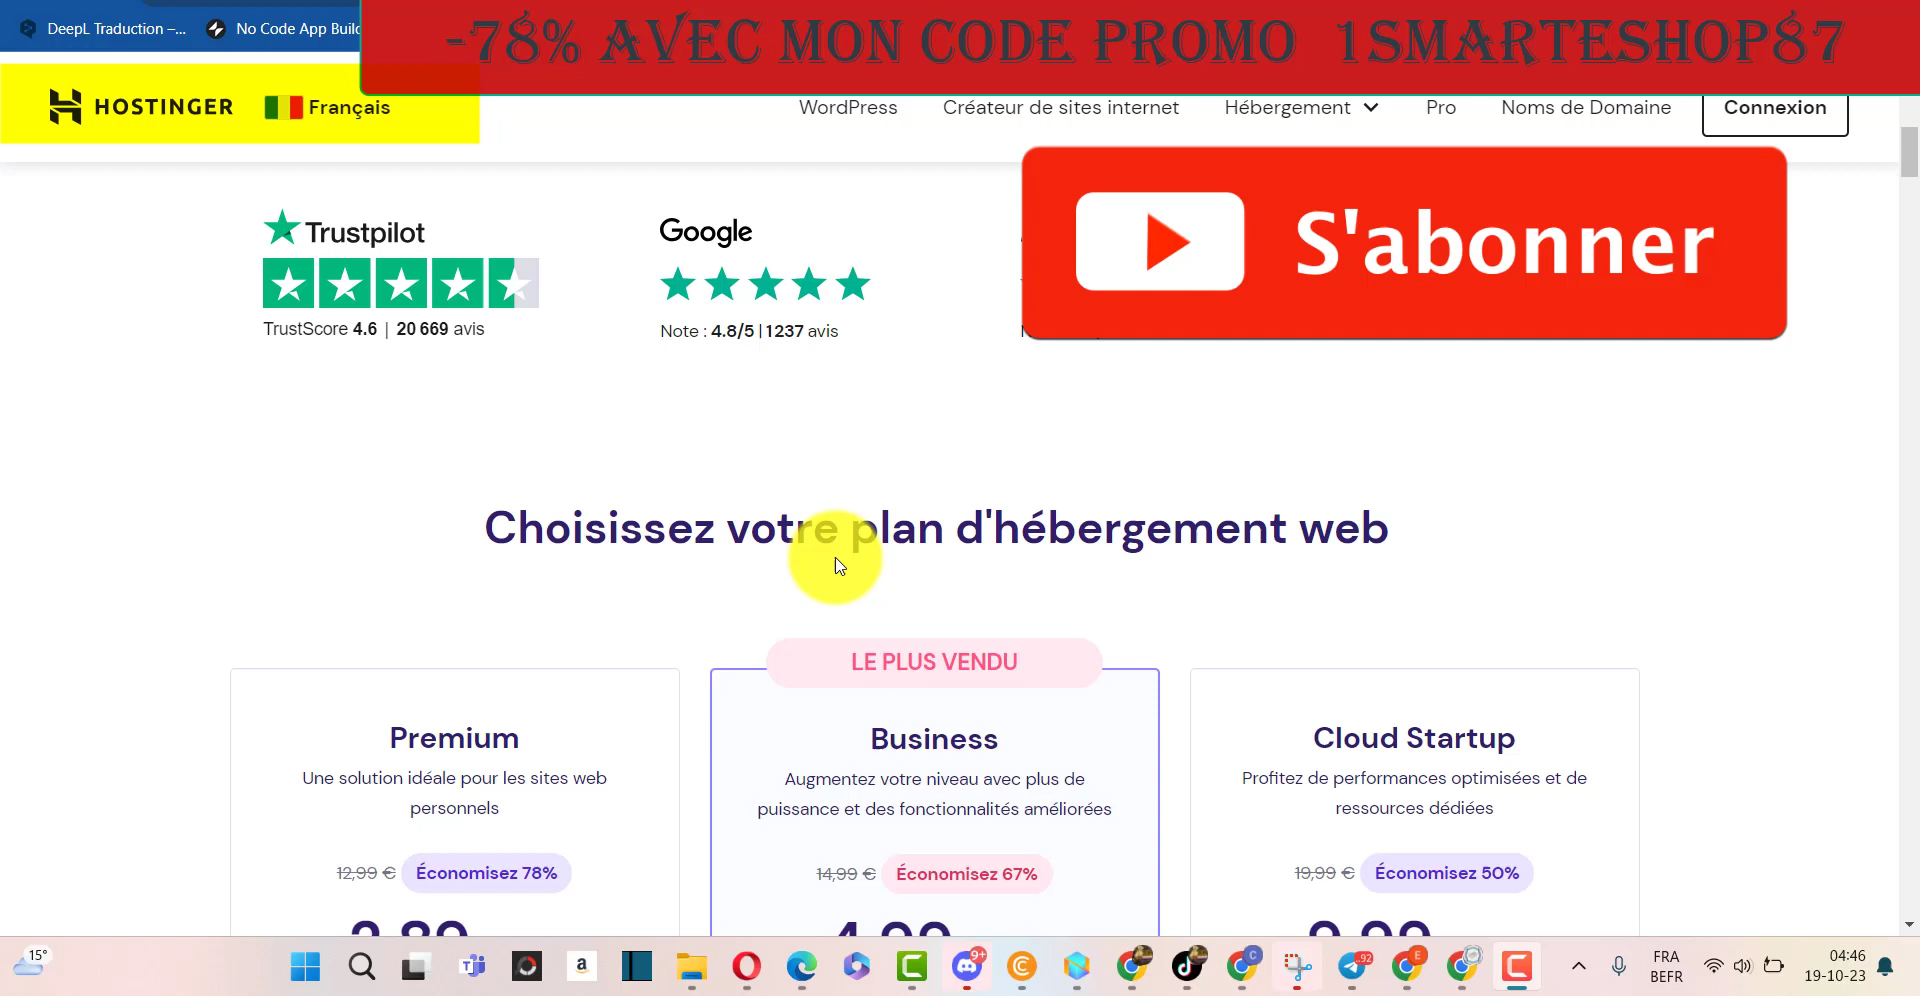 DeepL Traduction –...
No Code App Build
-78% AVEC MON CODE PROMO 1SMARTESHOP87
HOSTINGER
Français
WordPress
Créateur de sites internet
Hébergement
Pro
Noms de Domaine
Connexion
Trustpilot
TrustScore 4.6 | 20 669 avis
Google
Note : 4.8/5 | 1237 avis
S'abonner
Choisissez votre plan d'hébergement web
Premium
Une solution idéale pour les sites web
personnels
12,99 €
Économisez 78%
LE PLUS VENDU
Business
Augmentez votre niveau avec plus de
puissance et des fonctionnalités améliorées
14,99 €
Économisez 67%
Cloud Startup
Profitez de performances optimisées et de
ressources dédiées
19,99 €
Économisez 50%
15°
9+
C
.92
E
FRA
BEFR
04:46
19-10-23